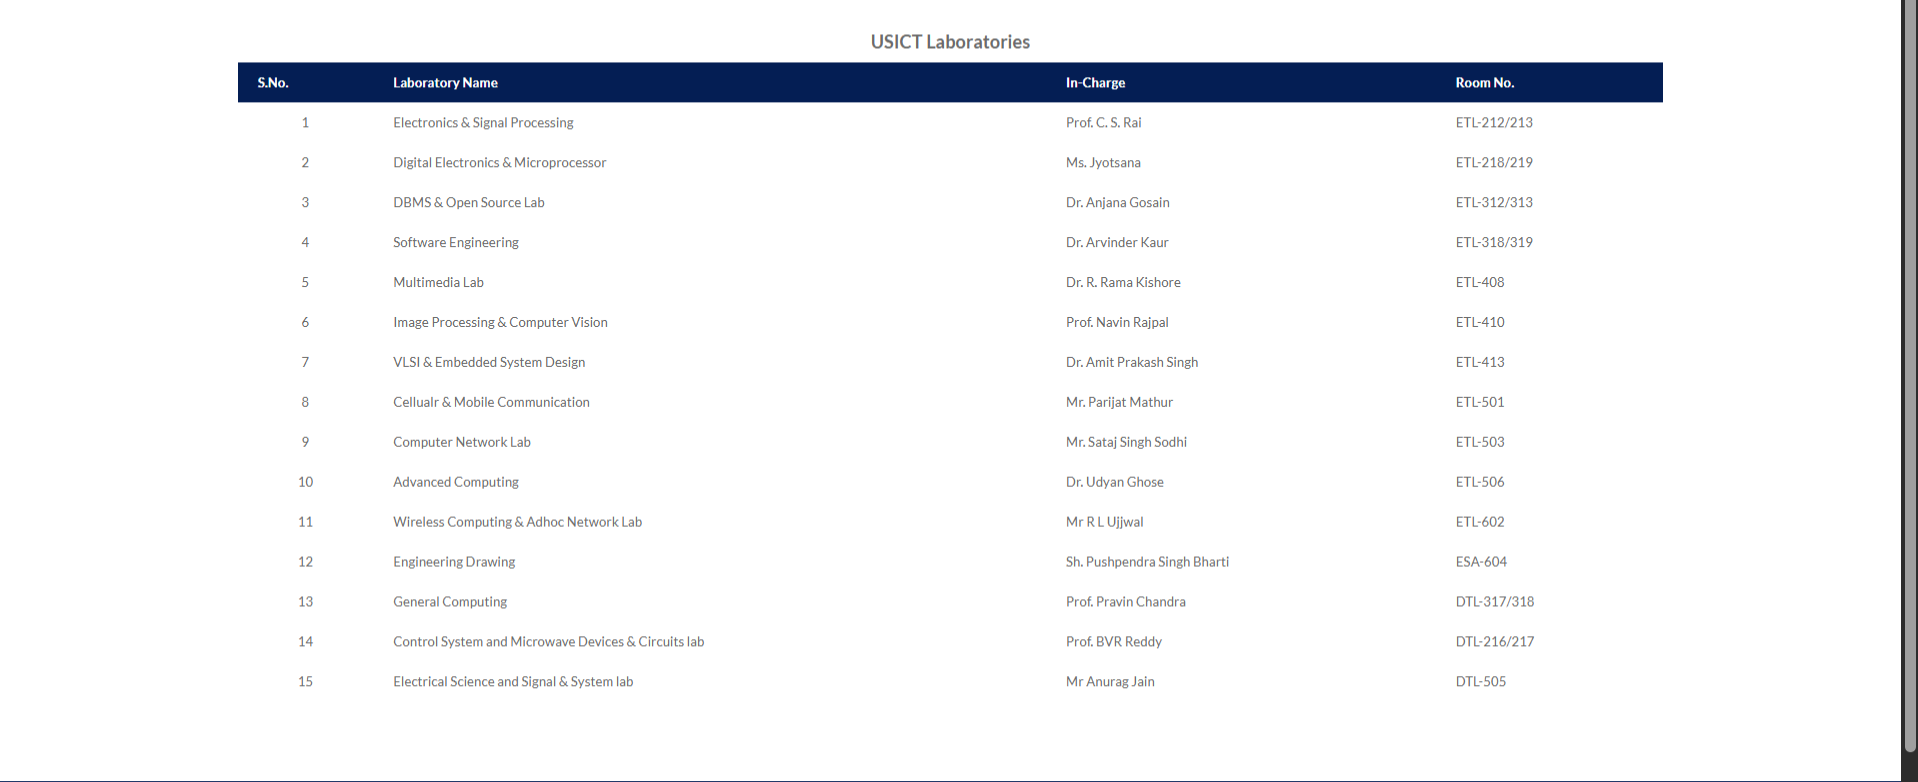 USICT Laboratories
S.No. Laboratory Name In-Charge Room No.
1 Electronics & Signal Processing Prof. C. S. Rai ETL-212/213
2 Digital Electronics & Microprocessor Ms. Jyotsana ETL-218/219
3 DBMS & Open Source Lab Dr. Anjana Gosain ETL-312/313
4 Software Engineering Dr. Arvinder Kaur ETL-318/319
5 Multimedia Lab Dr. R. Rama Kishore ETL-408
6 Image Processing & Computer Vision Prof. Navin Rajpal ETL-410
7 VLSI & Embedded System Design Dr. Amit Prakash Singh ETL-413
8 Cellualr & Mobile Communication Mr. Parijat Mathur ETL-501
9 Computer Network Lab Mr. Sataj Singh Sodhi ETL-503
10 Advanced Computing Dr. Udyan Ghose ETL-506
11 Wireless Computing & Adhoc Network Lab Mr R L Ujjwal ETL-602
12 Engineering Drawing Sh. Pushpendra Singh Bharti ESA-604
13 General Computing Prof. Pravin Chandra DTL-317/318
14 Control System and Microwave Devices & Circuits lab Prof. BVR Reddy DTL-216/217
15 Electrical Science and Signal & System lab Mr Anurag Jain DTL-505